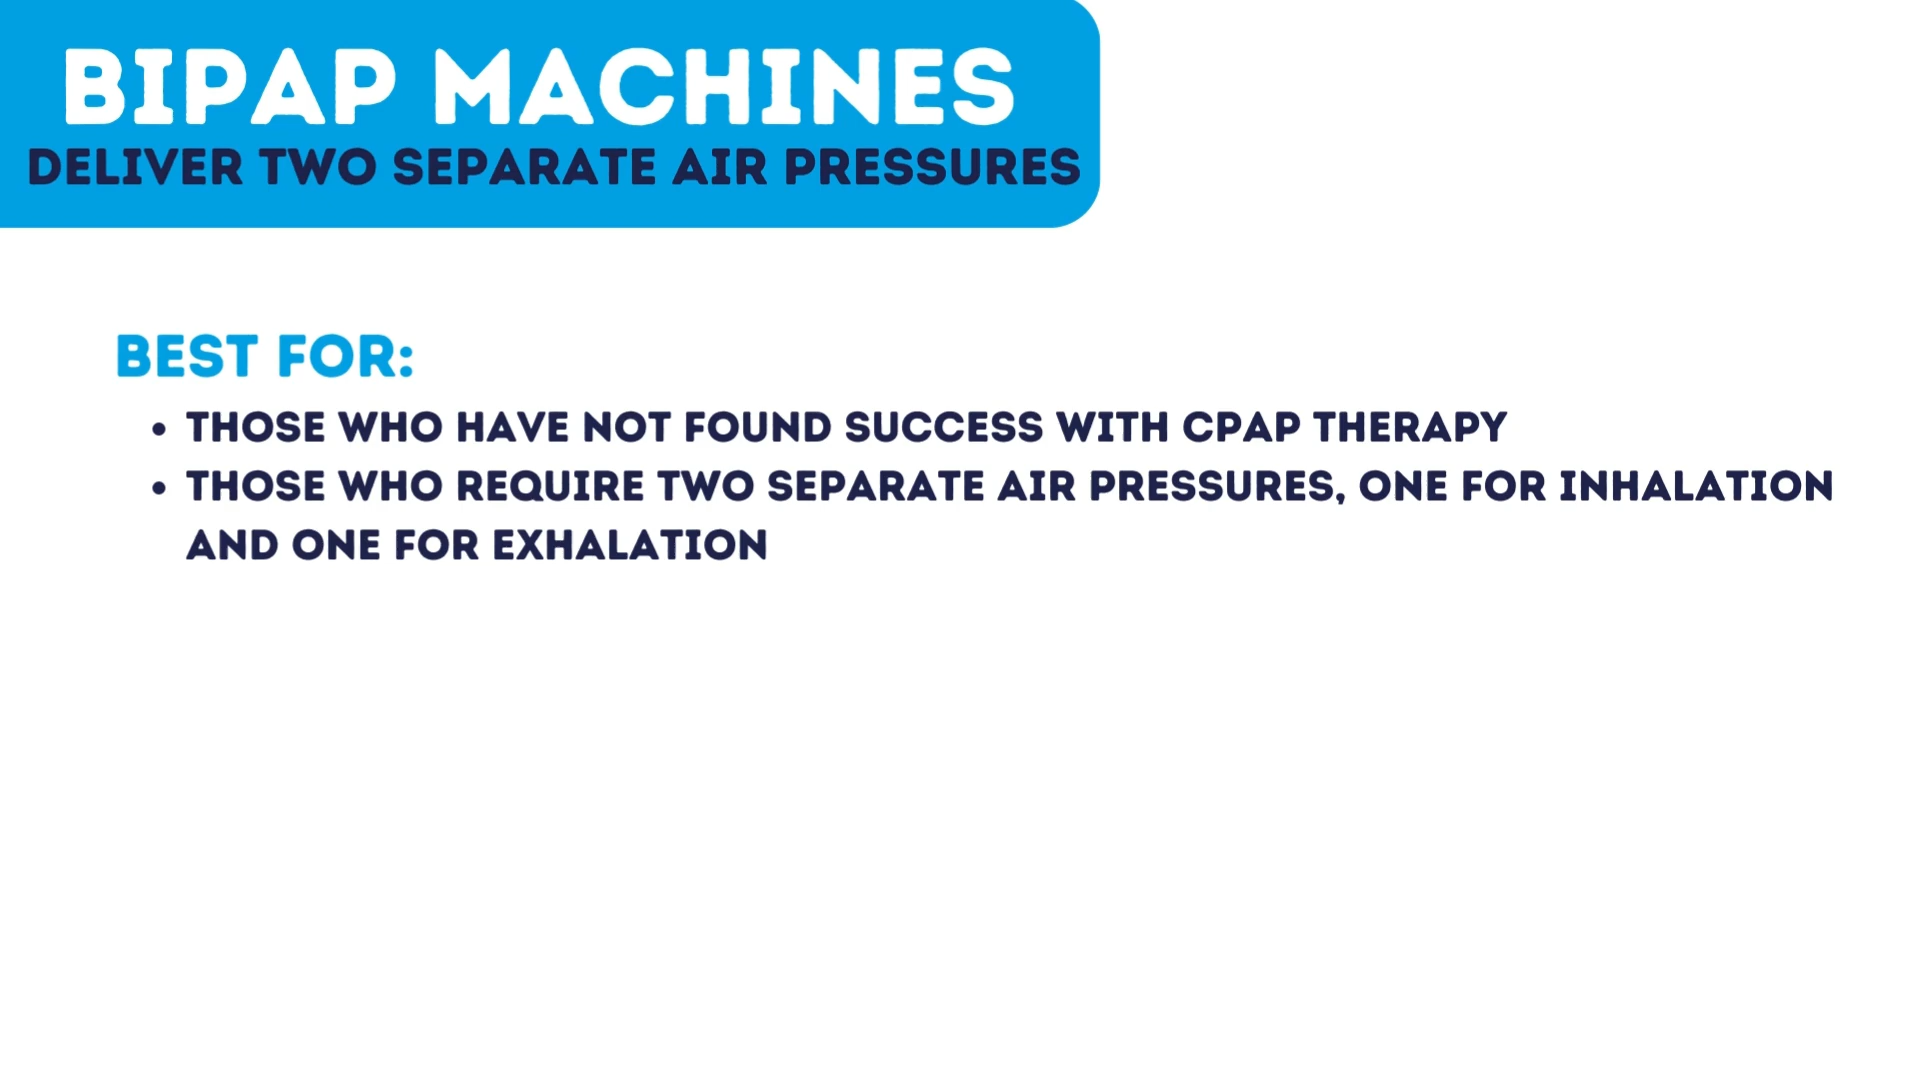 BIPAP MACHINES
DELIVER TWO SEPARATE AIR PRESSURES
BEST FOR:
• THOSE WHO HAVE NOT FOUND SUCCESS WITH CPAP THERAPY
• THOSE WHO REQUIRE TWO SEPARATE AIR PRESSURES, ONE FOR INHALATION
AND ONE FOR EXHALATION